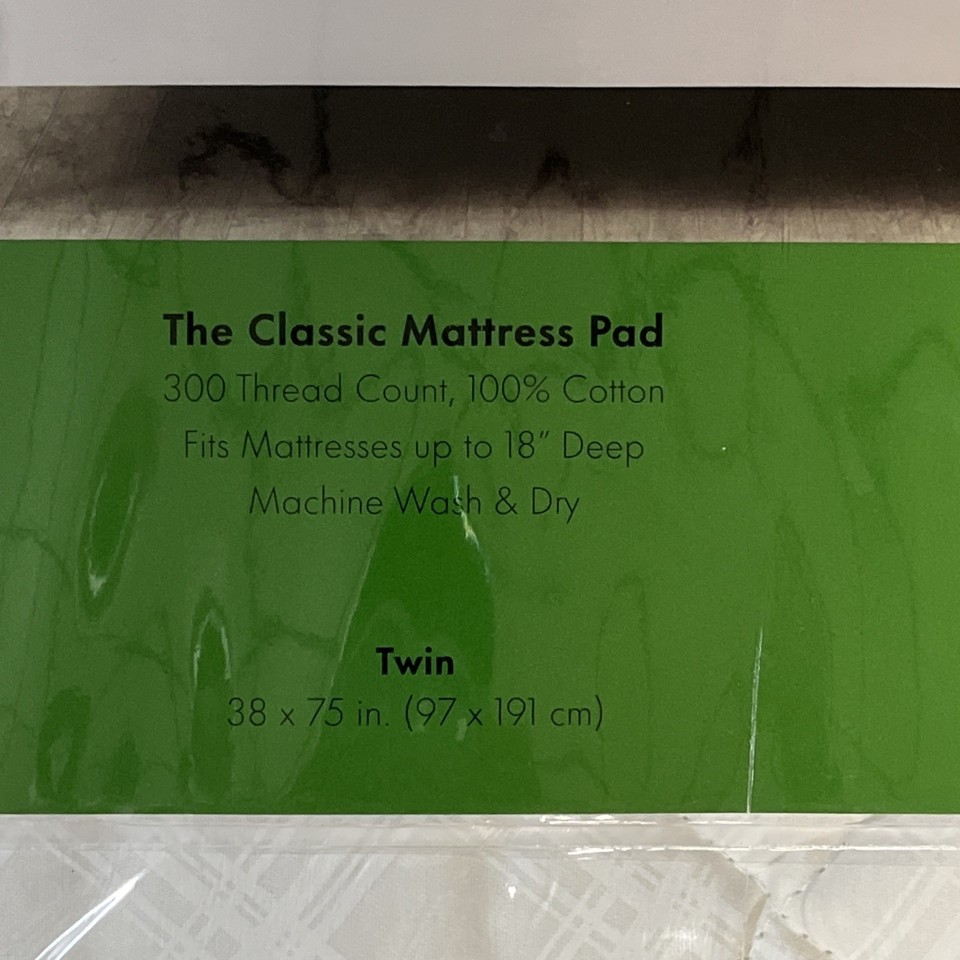 The Classic Mattress Pad
300 Thread Count, 100% Cotton
Fits Mattresses up to 18” Deep
Machine Wash & Dry
Twin
38 x 75 in. (97 x 191 cm)